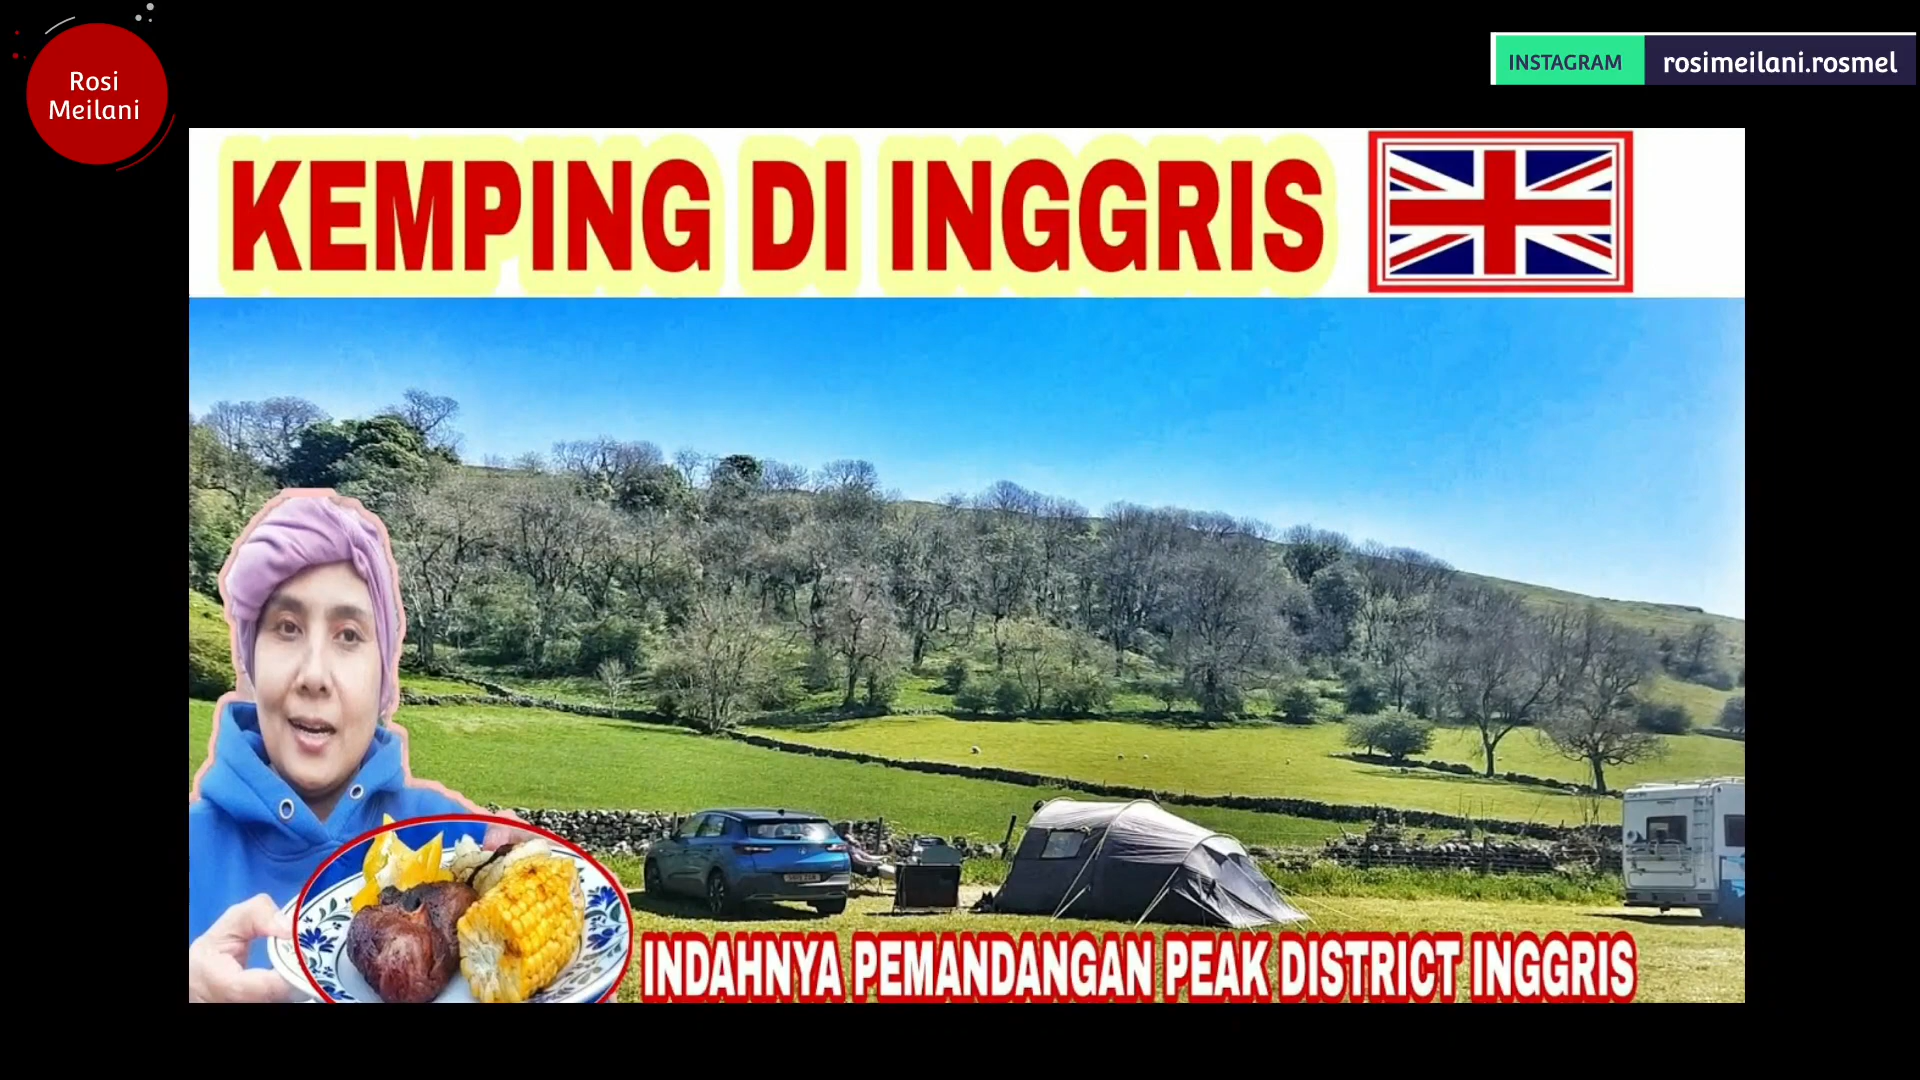 Rosi
Meilani
INSTAGRAM rosimeilani.rosmel
KEMPING DI INGGRIS
INDAHNYA PEMANDANGAN PEAK DISTRICT INGGRIS